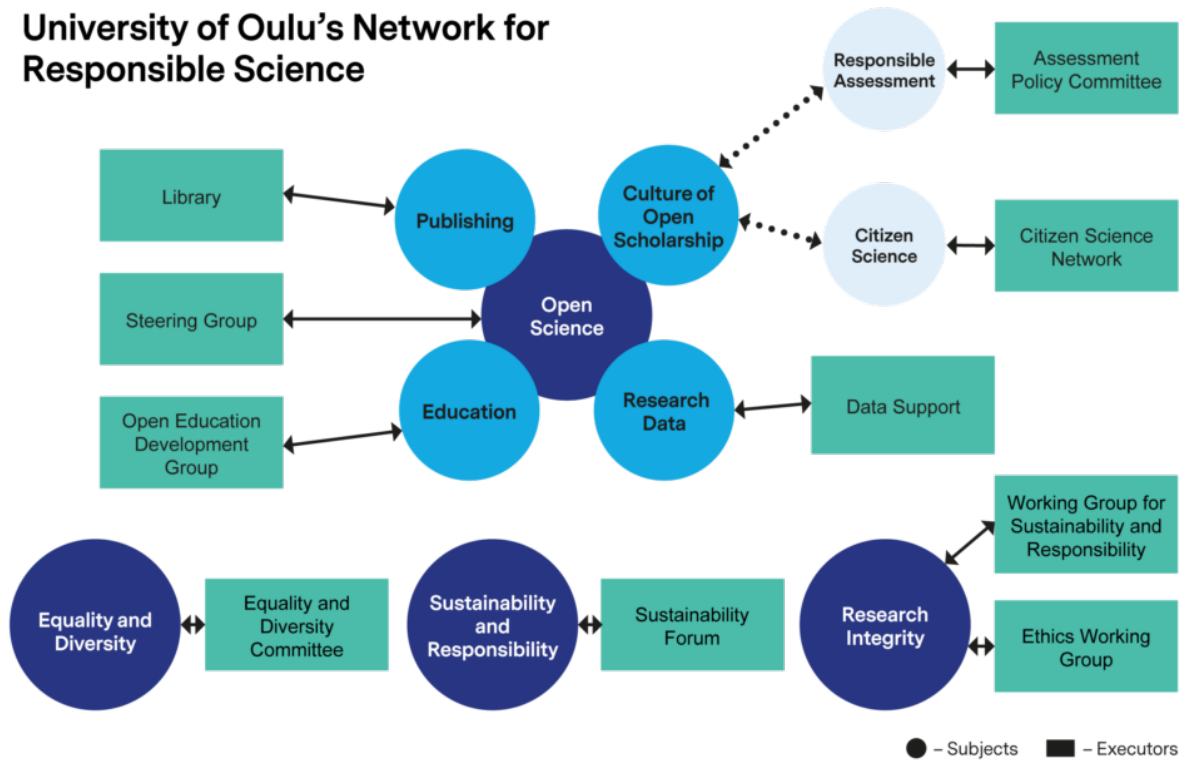 University of Oulu's Network for
Responsible Science
Responsible
Assessment
Assessment
Policy Committee
Library
Publishing
Culture of
Open
Scholarship
Citizen
Science
Citizen Science
Network
Steering Group
Open
Science
Open Education
Development
Group
Education
Research
Data
Data Support
Equality and
Diversity
Equality and
Diversity
Committee
Sustainability
and
Responsibility
Sustainability
Forum
Research
Integrity
Working Group for
Sustainability and
Responsibility
Ethics Working
Group
– Subjects
– Executors